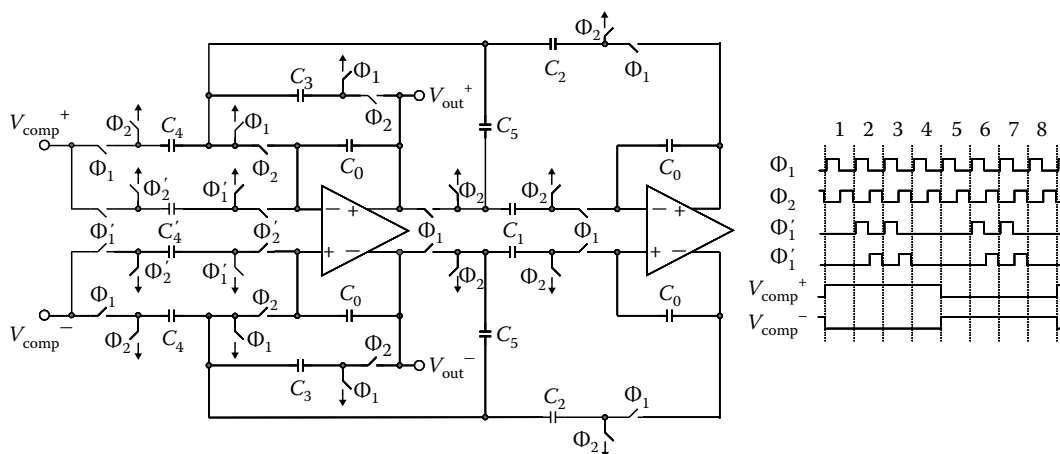 Φ2
C2
Φ1
C3
Φ1
Vout+
Φ2
Vcomp+
Φ2
C4
Φ1
C5
Φ1
Φ2
C0
C0
Φ2′
Φ1′
Φ2
Φ2
− +
−
Φ1′
C4′
Φ2′
Φ1
C1
Φ1
+ −
+
Φ2′
Φ1′
Φ2
Φ2
Φ1
Φ2
C0
C0
Vcomp−
Φ2
C4
Φ1
C5
Φ2
Vout−
C3
Φ1
C2
Φ1
Φ2
1 2 3 4 5 6 7 8
Φ1
Φ2
Φ1′
Φ1′
Vcomp+
Vcomp−